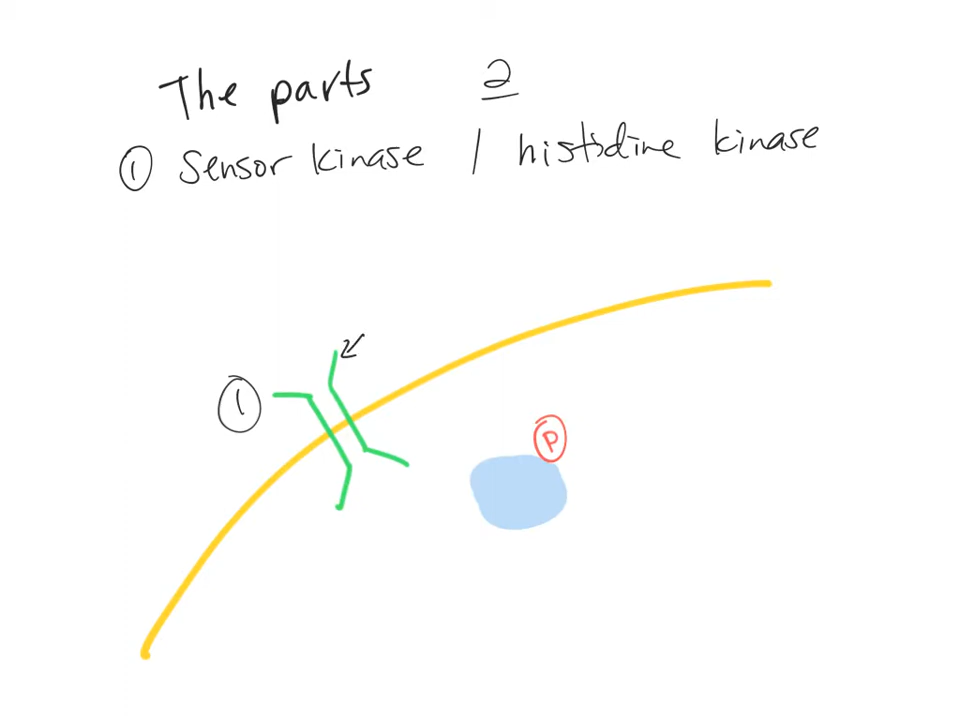 The parts 2
① Sensor kinase / histidine kinase
①
P